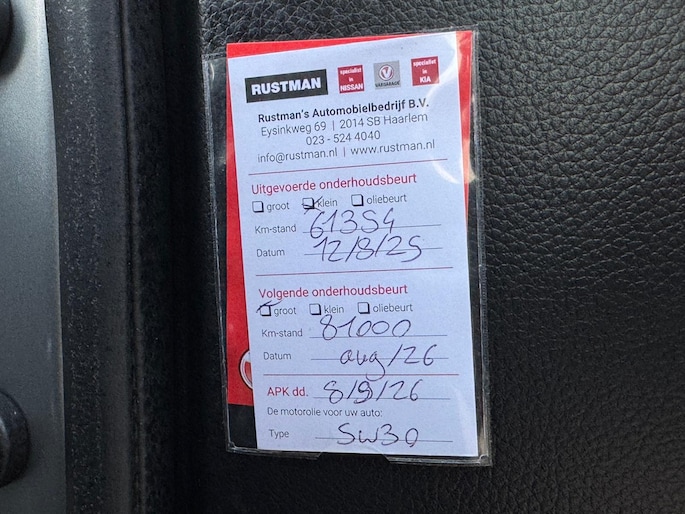 RUSTMAN
specialist in NISSAN
VAKGARAGE
specialist in KIA
Rustman's Automobielbedrijf B.V.
Eysinkweg 69 | 2014 SB Haarlem
023 - 524 4040
info@rustman.nl | www.rustman.nl
Uitgevoerde onderhoudsbeurt
groot klein oliebeurt
Km-stand 61354
Datum 12/8/25
Volgende onderhoudsbeurt
groot klein oliebeurt
Km-stand 81000
Datum aug/26
APK dd. 8/9/26
De motorolie voor uw auto:
Type 5W30